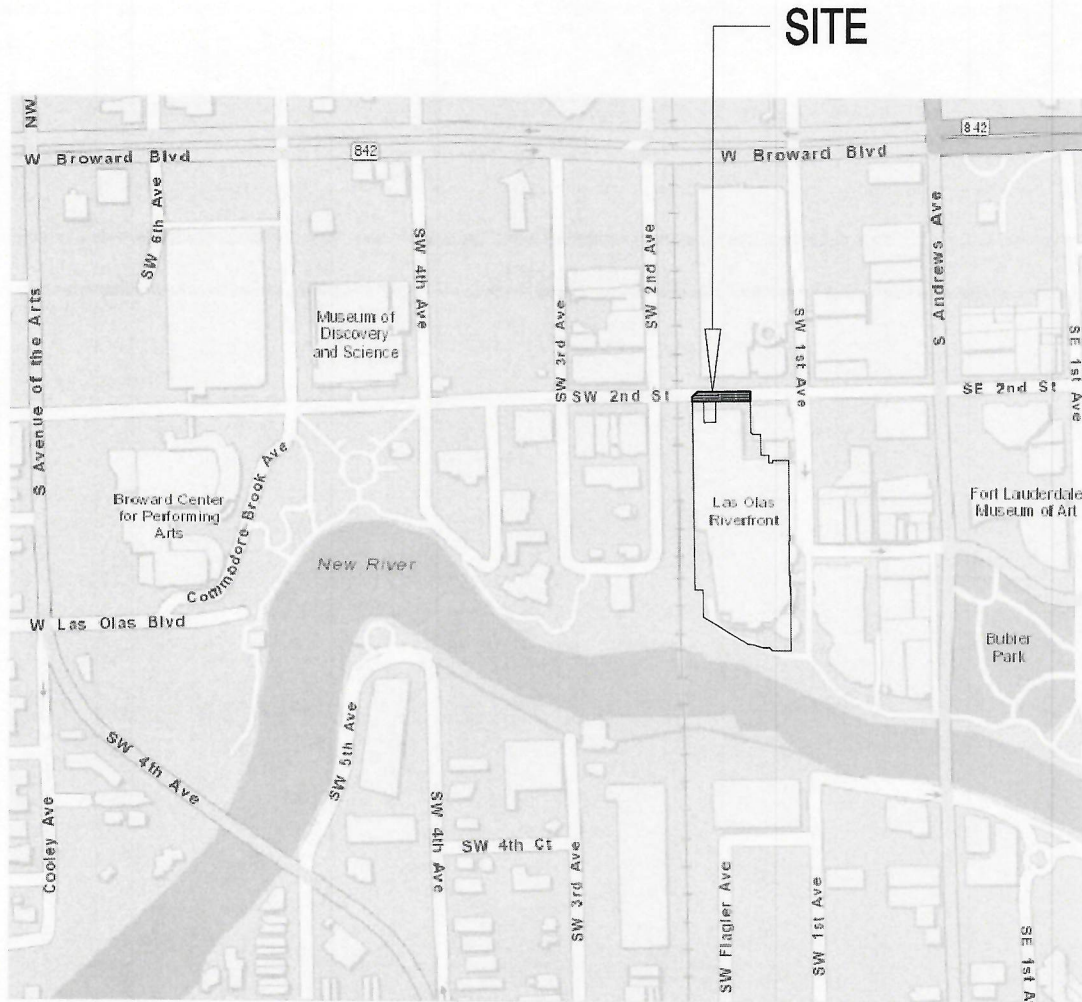 SITE
NW
W Broward Blvd
842
W Broward Blvd
842
SW 6th Ave
SW 4th Ave
SW 3rd Ave
SW 2nd Ave
SW 1st Ave
S Andrews Ave
SE 1st Ave
S Avenue of the Arts
Museum of
Discovery
and Science
SW 2nd St
SE 2nd St
Broward Center
for Performing
Arts
Commodore Brook Ave
Las Olas
Riverfront
Fort Lauderdale
Museum of Art
New River
W Las Olas Blvd
Bubier
Park
SW 4th Ave
SW 5th Ave
Cooley Ave
SW 4th Ave
SW 4th Ct
SW 3rd Ave
SW Flagler Ave
SW 1st Ave
SE 1st A